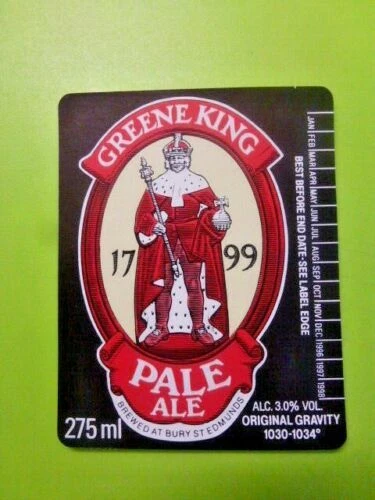 GREENE KING
17 99
PALE
ALE
BREWED AT BURY ST EDMUNDS
275 ml
JAN FEB MAR APR MAY JUN JUL AUG SEP OCT NOV DEC 1996 1997 1998
BEST BEFORE END DATE-SEE LABEL EDGE
ALC. 3.0% VOL.
ORIGINAL GRAVITY
1030-1034°